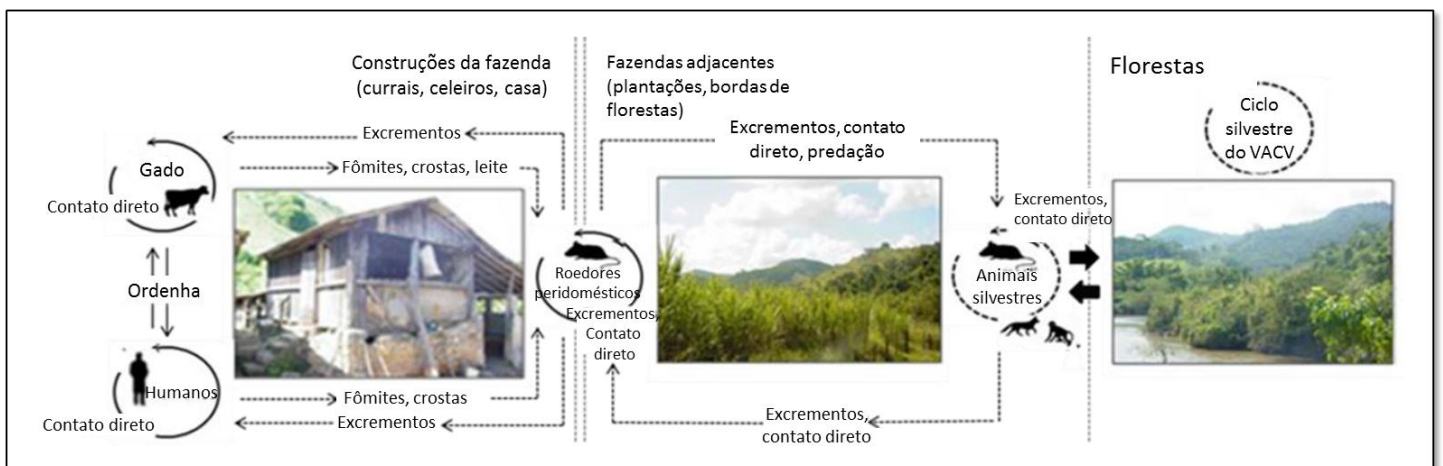 Construções da fazenda
(currais, celeiros, casa)
Excrementos
Fômites, crostas, leite
Gado
Contato direto
Ordenha
Humanos
Contato direto
Fômites, crostas
Excrementos
Roedores
peridomésticos
Excrementos,
Contato
direto
Fazendas adjacentes
(plantações, bordas de
florestas)
Excrementos, contato
direto, predação
Animais
silvestres
Excrementos,
contato direto
Excrementos,
contato direto
Florestas
Ciclo
silvestre
do VACV